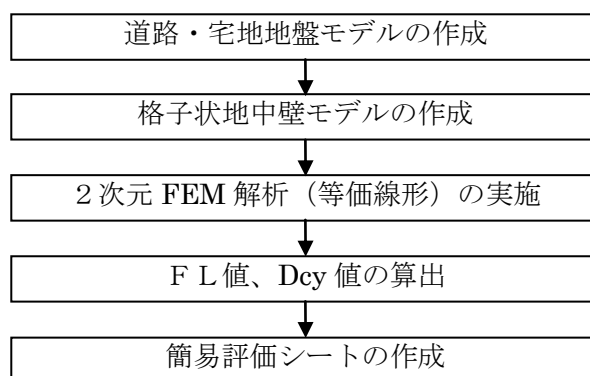 道路・宅地地盤モデルの作成
格子状地中壁モデルの作成
２次元 FEM 解析（等価線形）の実施
ＦＬ値、Dcy 値の算出
簡易評価シートの作成